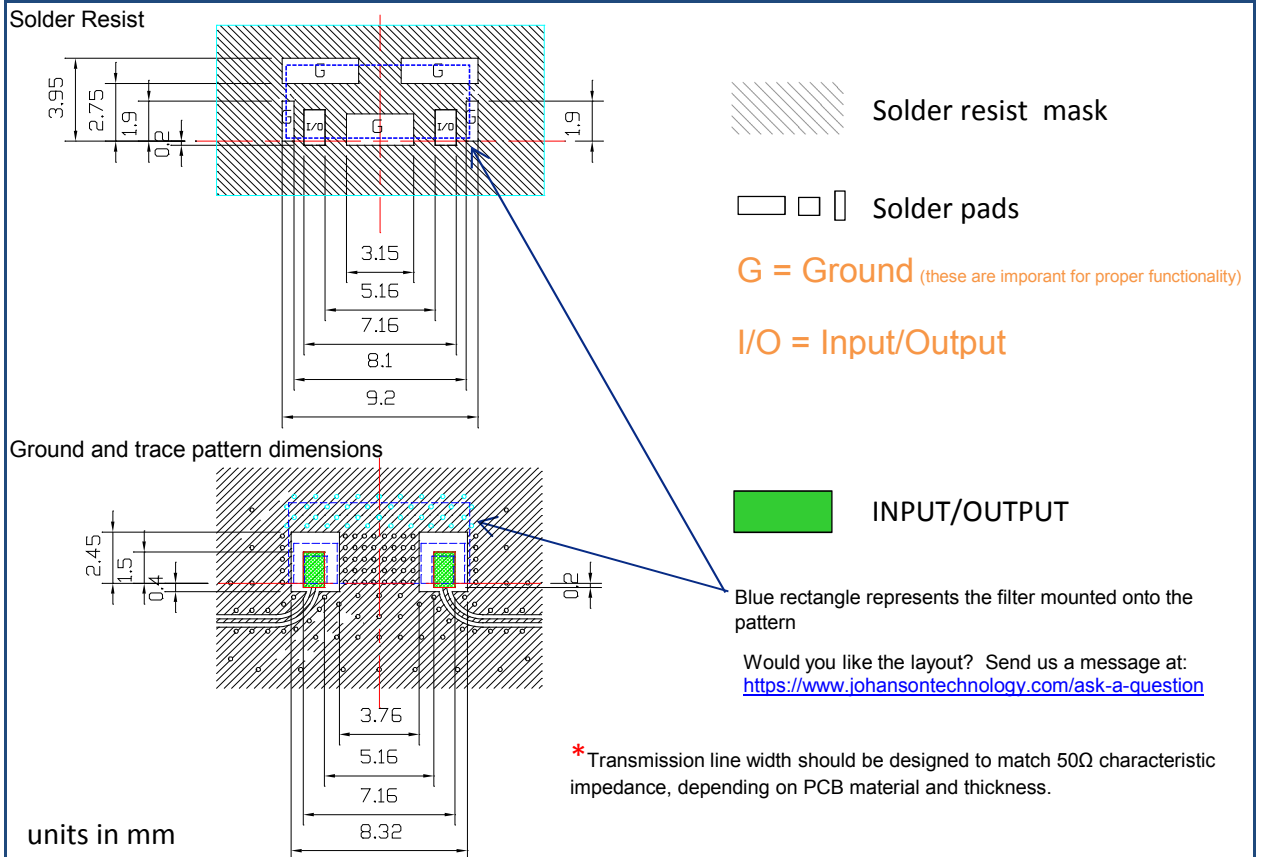 Solder Resist
G
G
G
I/O
G
I/O
G
3.95
2.75
1.9
0.2
1.9
3.15
5.16
7.16
8.1
9.2
Solder resist mask
Solder pads
G = Ground (these are imporant for proper functionality)
I/O = Input/Output
Ground and trace pattern dimensions
2.45
1.5
0.4
0.2
3.76
5.16
7.16
8.32
units in mm
INPUT/OUTPUT
Blue rectangle represents the filter mounted onto the
pattern
Would you like the layout? Send us a message at:
https://www.johansontechnology.com/ask-a-question
*Transmission line width should be designed to match 50Ω characteristic
impedance, depending on PCB material and thickness.